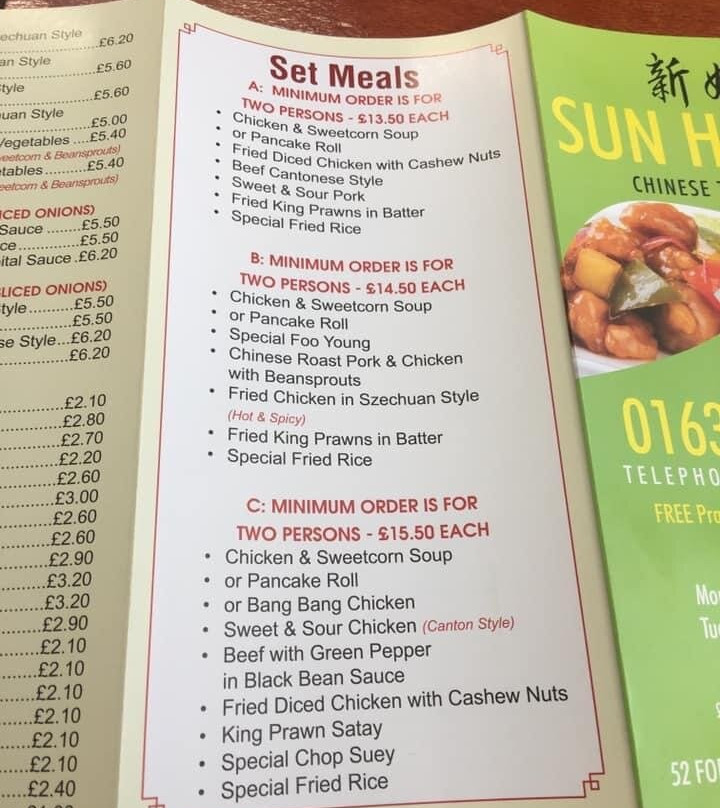 Style
£6.20
an Style
£5.60
tyle
£5.60
uan Style
£5.00
Vegetables ....£5.40
weetcorn & Beansprouts)
etables..........£5.40
eetcorn & Beansprouts)
ICED ONIONS)
Sauce ........£5.50
ce..............£5.50
ital Sauce .£6.20
LICED ONIONS)
tyle..........£5.50
£5.50
se Style...£6.20
£6.20
£2.10
£2.80
£2.70
£2.20
£2.60
£3.00
£2.60
£2.60
£2.90
£3.20
£3.20
£2.90
£2.10
£2.10
£2.10
£2.10
£2.10
£2.10
£2.40
Set Meals
A: MINIMUM ORDER IS FOR
TWO PERSONS - £13.50 EACH
• Chicken & Sweetcorn Soup
• or Pancake Roll
• Fried Diced Chicken with Cashew Nuts
• Beef Cantonese Style
• Sweet & Sour Pork
• Fried King Prawns in Batter
• Special Fried Rice
B: MINIMUM ORDER IS FOR
TWO PERSONS - £14.50 EACH
• Chicken & Sweetcorn Soup
• or Pancake Roll
• Special Foo Young
• Chinese Roast Pork & Chicken
with Beansprouts
• Fried Chicken in Szechuan Style
(Hot & Spicy)
• Fried King Prawns in Batter
• Special Fried Rice
C: MINIMUM ORDER IS FOR
TWO PERSONS - £15.50 EACH
• Chicken & Sweetcorn Soup
• or Pancake Roll
• or Bang Bang Chicken
• Sweet & Sour Chicken (Canton Style)
• Beef with Green Pepper
in Black Bean Sauce
• Fried Diced Chicken with Cashew Nuts
• King Prawn Satay
• Special Chop Suey
• Special Fried Rice
新
SUN H
CHINESE T
0163
TELEPHO
FREE Pr
Mo
Tu
52 FO